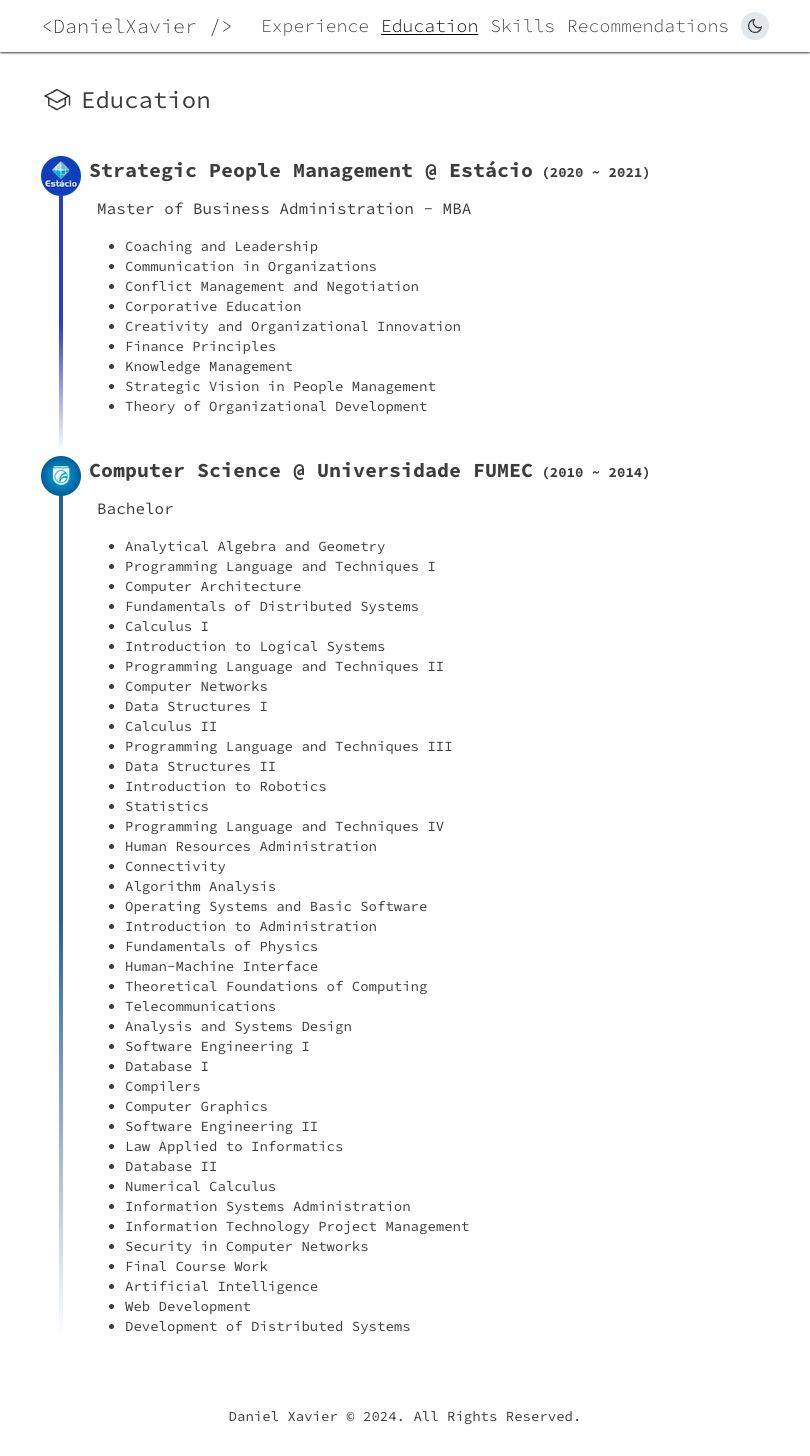 <DanielXavier />
Experience Education Skills Recommendations
Education
Estácio
Strategic People Management @ Estácio (2020 ~ 2021)
Master of Business Administration - MBA
• Coaching and Leadership
• Communication in Organizations
• Conflict Management and Negotiation
• Corporative Education
• Creativity and Organizational Innovation
• Finance Principles
• Knowledge Management
• Strategic Vision in People Management
• Theory of Organizational Development
Computer Science @ Universidade FUMEC (2010 ~ 2014)
Bachelor
• Analytical Algebra and Geometry
• Programming Language and Techniques I
• Computer Architecture
• Fundamentals of Distributed Systems
• Calculus I
• Introduction to Logical Systems
• Programming Language and Techniques II
• Computer Networks
• Data Structures I
• Calculus II
• Programming Language and Techniques III
• Data Structures II
• Introduction to Robotics
• Statistics
• Programming Language and Techniques IV
• Human Resources Administration
• Connectivity
• Algorithm Analysis
• Operating Systems and Basic Software
• Introduction to Administration
• Fundamentals of Physics
• Human-Machine Interface
• Theoretical Foundations of Computing
• Telecommunications
• Analysis and Systems Design
• Software Engineering I
• Database I
• Compilers
• Computer Graphics
• Software Engineering II
• Law Applied to Informatics
• Database II
• Numerical Calculus
• Information Systems Administration
• Information Technology Project Management
• Security in Computer Networks
• Final Course Work
• Artificial Intelligence
• Web Development
• Development of Distributed Systems
Daniel Xavier © 2024. All Rights Reserved.